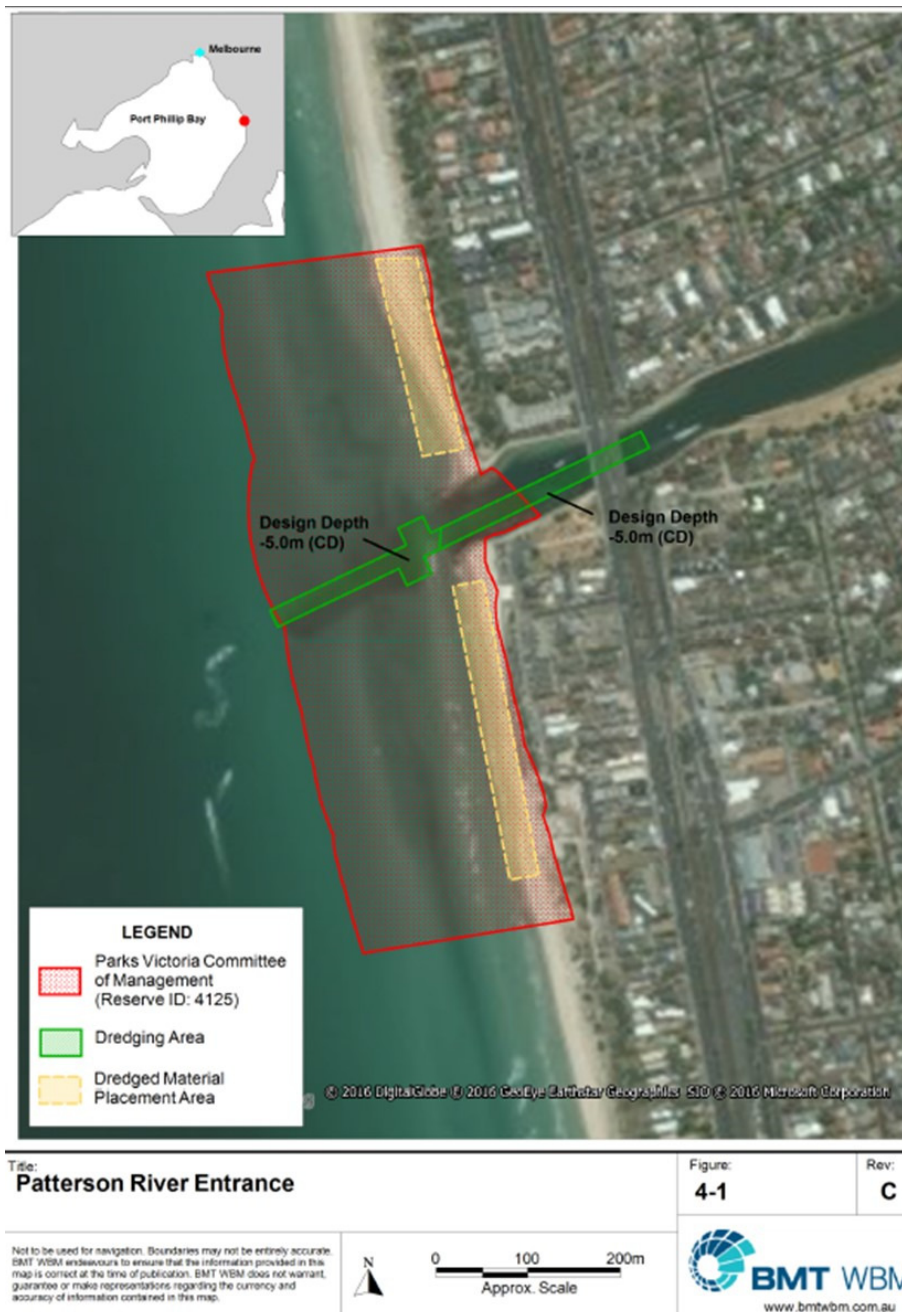 Melbourne
Port Phillip Bay
Design Depth
-5.0m (CD)
Design Depth
-5.0m (CD)
LEGEND
Parks Victoria Committee
of Management
(Reserve ID: 4125)
Dredging Area
Dredged Material
Placement Area
© 2016 DigitalGlobe © 2016 GeoEye Earthstar Geographics SIO © 2016 Microsoft Corporation
Title:
Patterson River Entrance
Figure:
4-1
Rev:
C
Not to be used for navigation. Boundaries may not be entirely accurate.
BMT WBM endeavours to ensure that the information provided in this
map is correct at the time of publication. BMT WBM does not warrant,
guarantee or make representations regarding the currency and
accuracy of information contained in this map.
N
0 100 200m
Approx. Scale
BMT WBM
www.bmtwbm.com.au